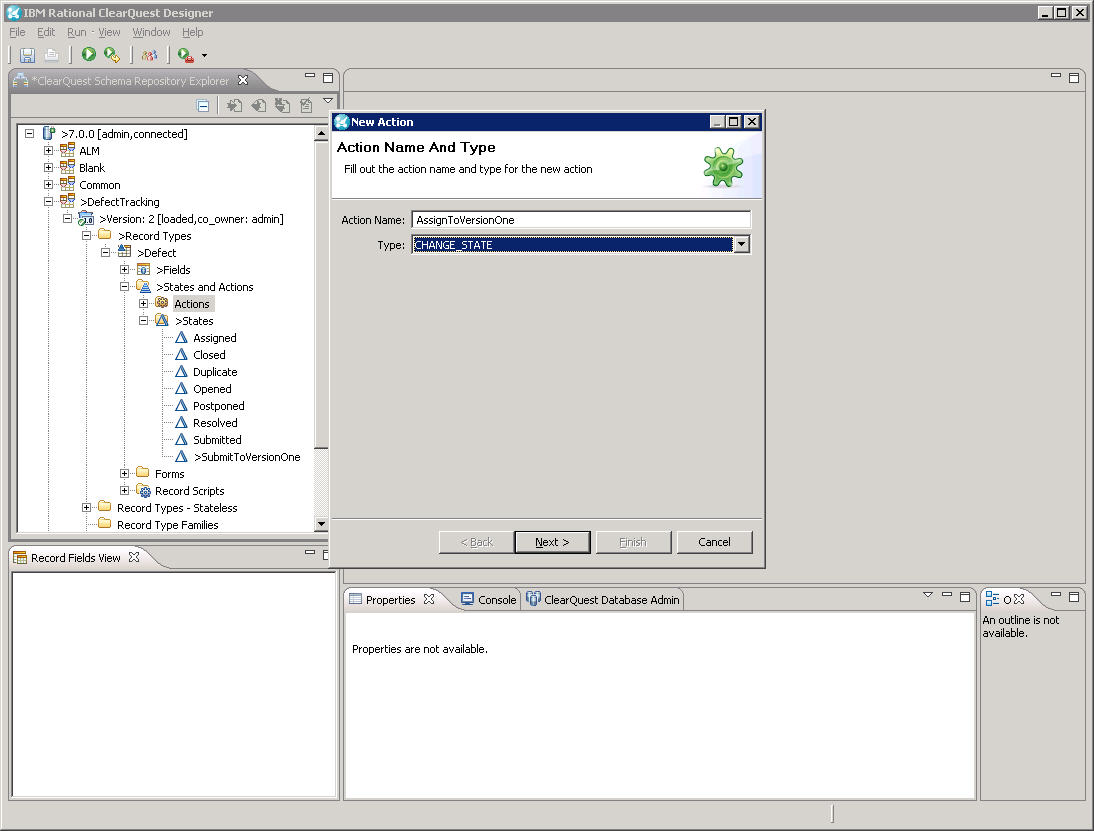 IBM Rational ClearQuest Designer
File Edit Run View Window Help
*ClearQuest Schema Repository Explorer
>7.0.0 [admin,connected]
ALM
Blank
Common
>DefectTracking
>Version: 2 [loaded,co_owner: admin]
>Record Types
>Defect
>Fields
>States and Actions
Actions
>States
Assigned
Closed
Duplicate
Opened
Postponed
Resolved
Submitted
>SubmitToVersionOne
Forms
Record Scripts
Record Types - Stateless
Record Type Families
New Action
Action Name And Type
Fill out the action name and type for the new action
Action Name: AssignToVersionOne
Type: CHANGE_STATE
< Back Next > Finish Cancel
Record Fields View
Properties Console ClearQuest Database Admin
Properties are not available.
O
An outline is not
available.